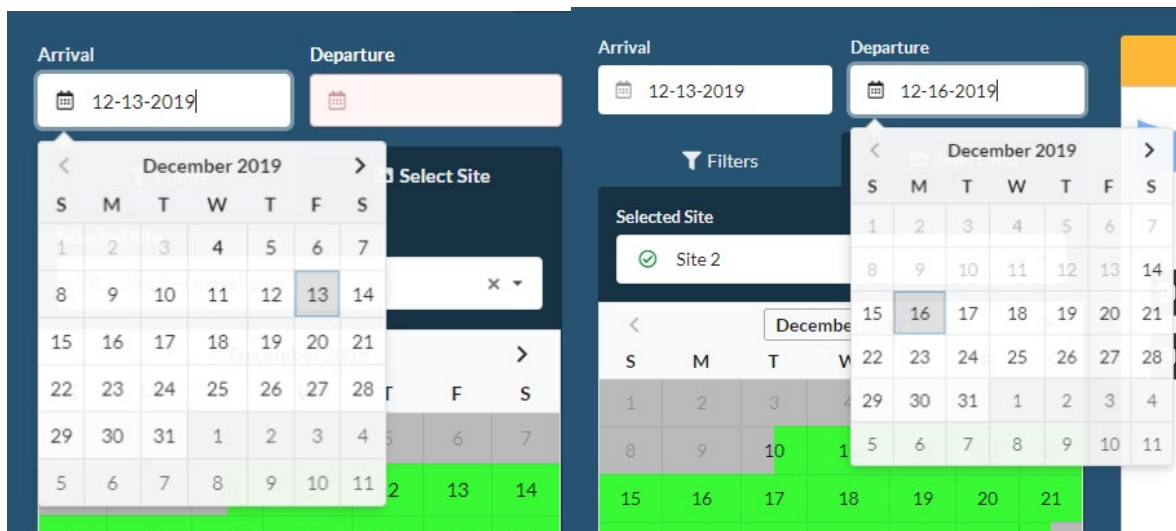 Arrival
Departure
12-13-2019
December 2019
Select Site
S M T W T F S
1 2 3 4 5 6 7
8 9 10 11 12 13 14
15 16 17 18 19 20 21
22 23 24 25 26 27 28
29 30 31 1 2 3 4
5 6 7 8 9 10 11
T F S
5 6 7
2 13 14
Arrival
Departure
12-13-2019
12-16-2019
Filters
Selected Site
Site 2
December 2019
S M T W T F S
1 2 3 4 5 6 7
8 9 10 11 12 13 14
15 16 17 18 19 20 21
22 23 24 25 26 27 28
29 30 31 1 2 3 4
5 6 7 8 9 10 11
Decembe
S M T W
1 2 3 4
8 9 10 1
15 16 17 18 19 20 21